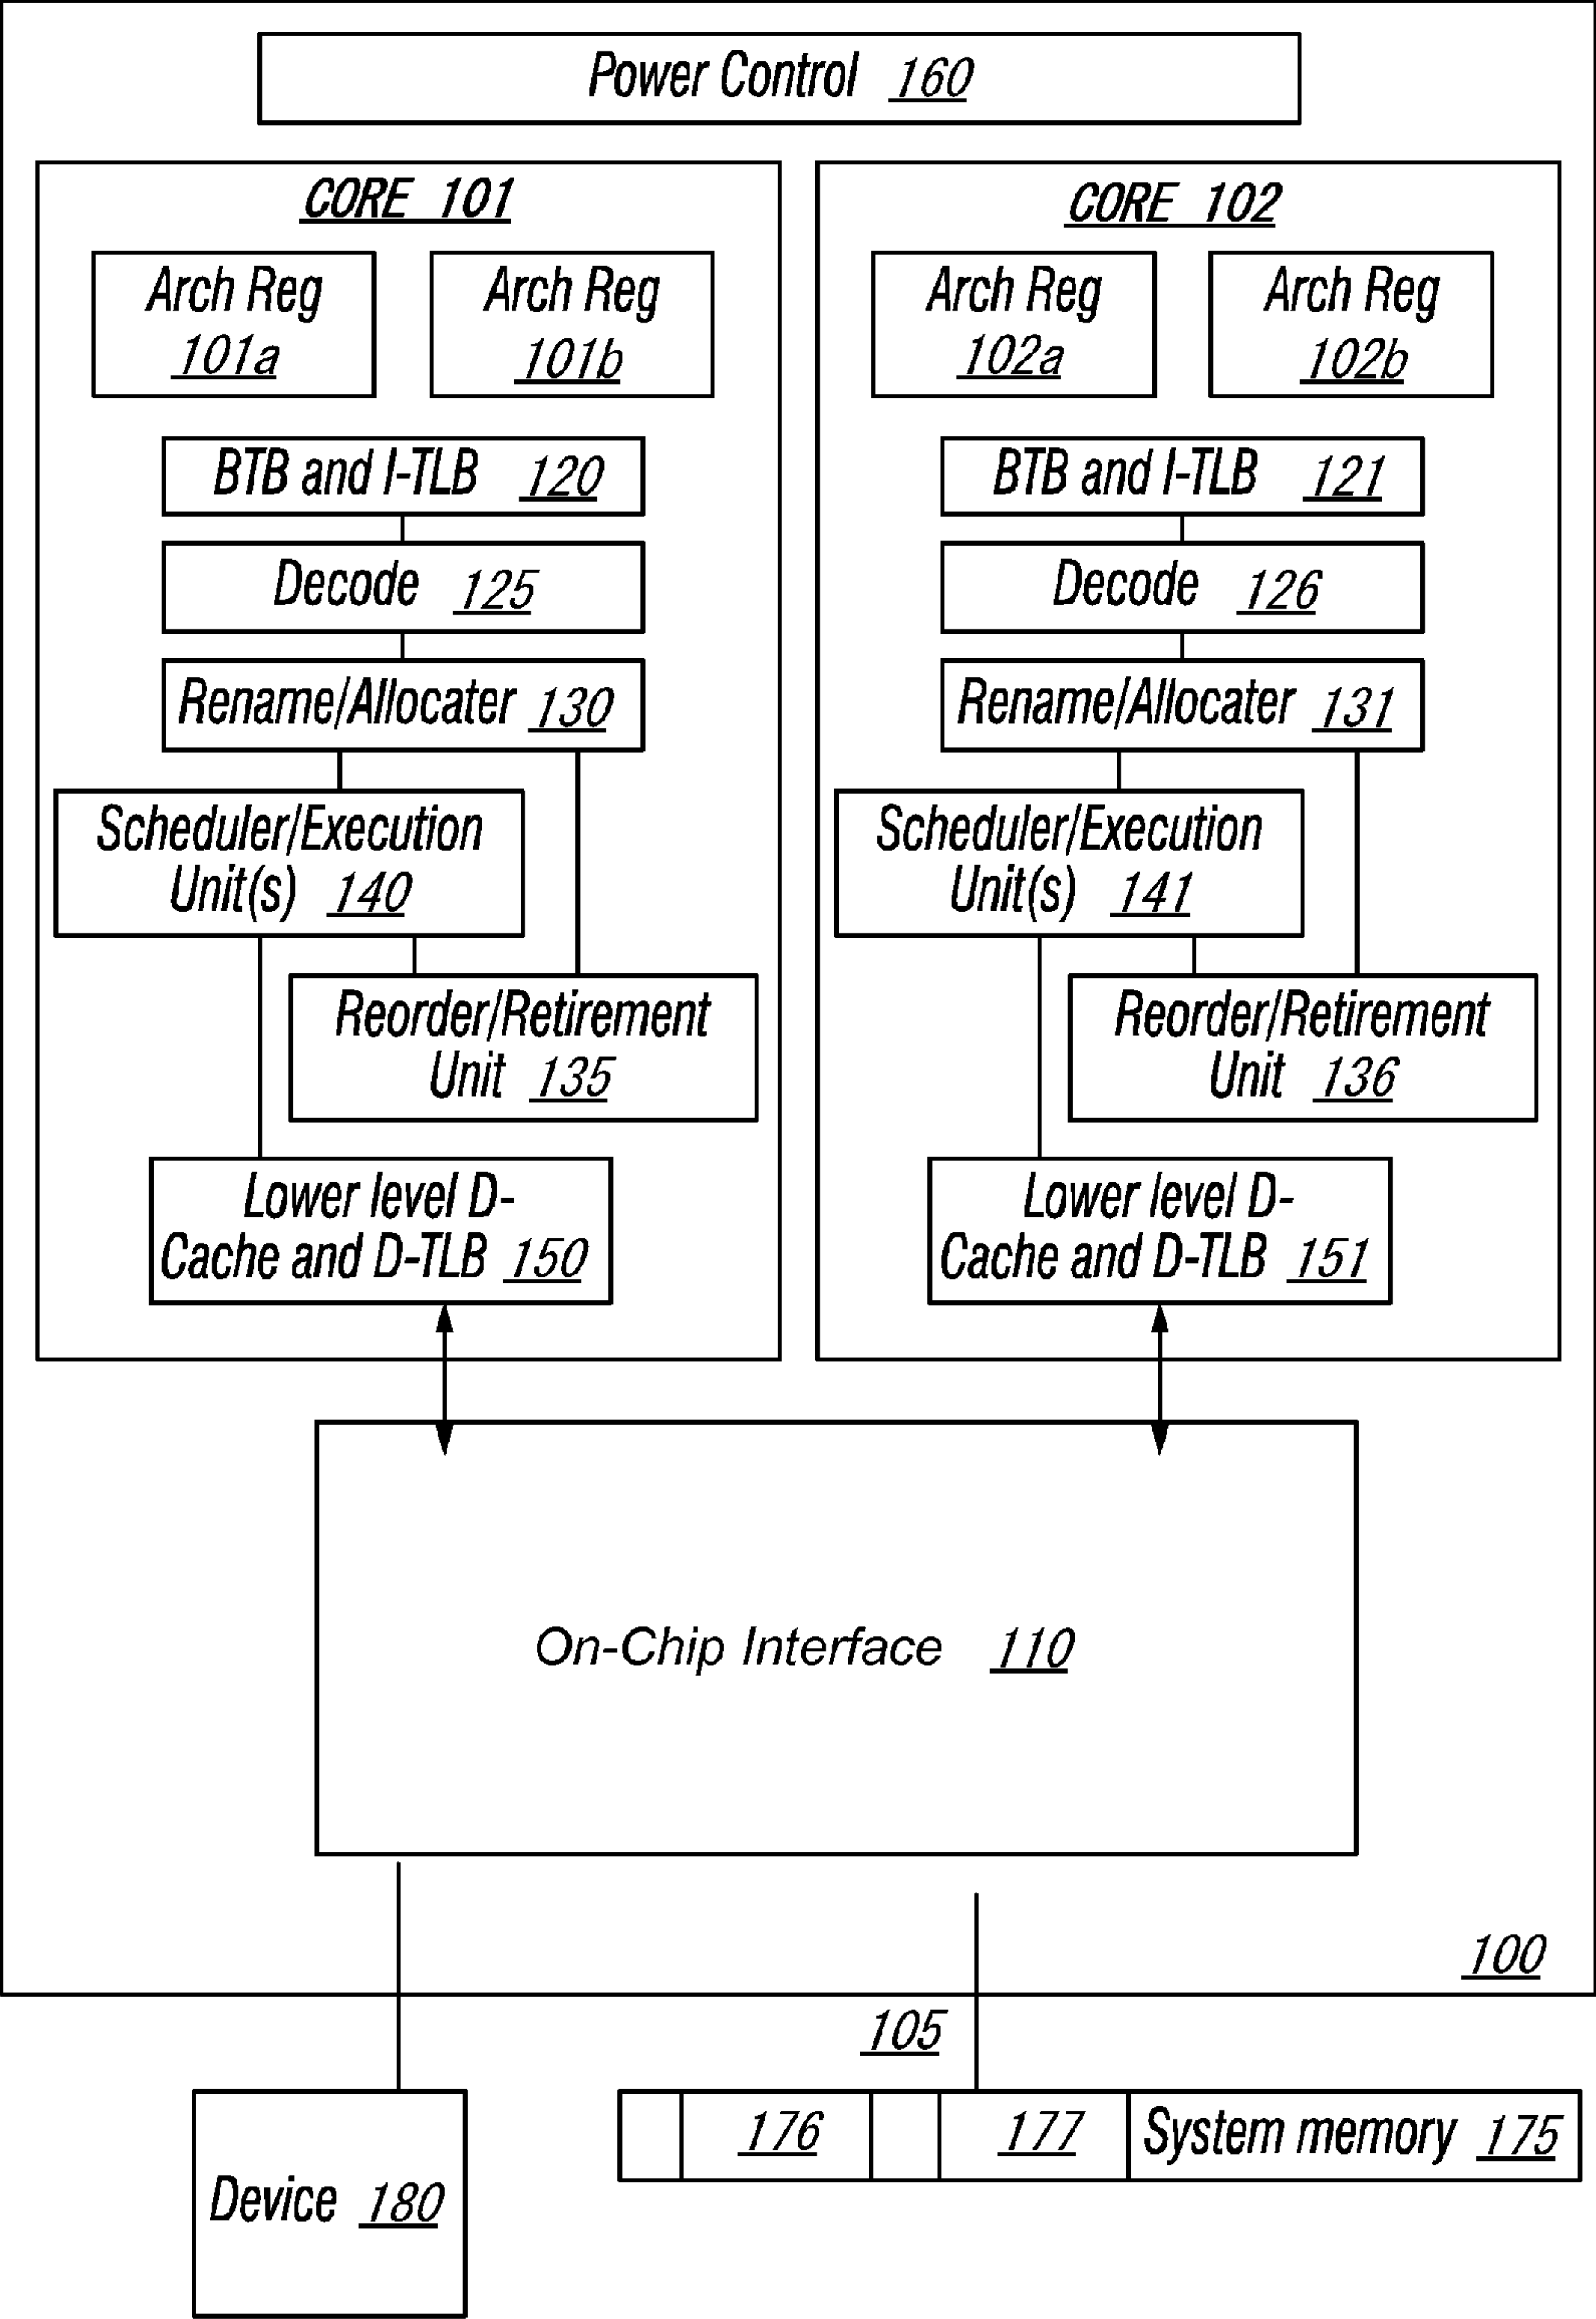 Power Control 160
CORE 101
Arch Reg
101a
Arch Reg
101b
BTB and I-TLB 120
Decode 125
Rename/Allocater 130
Scheduler/Execution
Unit(s) 140
Reorder/Retirement
Unit 135
Lower level D-
Cache and D-TLB 150
CORE 102
Arch Reg
102a
Arch Reg
102b
BTB and I-TLB 121
Decode 126
Rename/Allocater 131
Scheduler/Execution
Unit(s) 141
Reorder/Retirement
Unit 136
Lower level D-
Cache and D-TLB 151
On-Chip Interface 110
100
105
176 177 System memory 175
Device 180